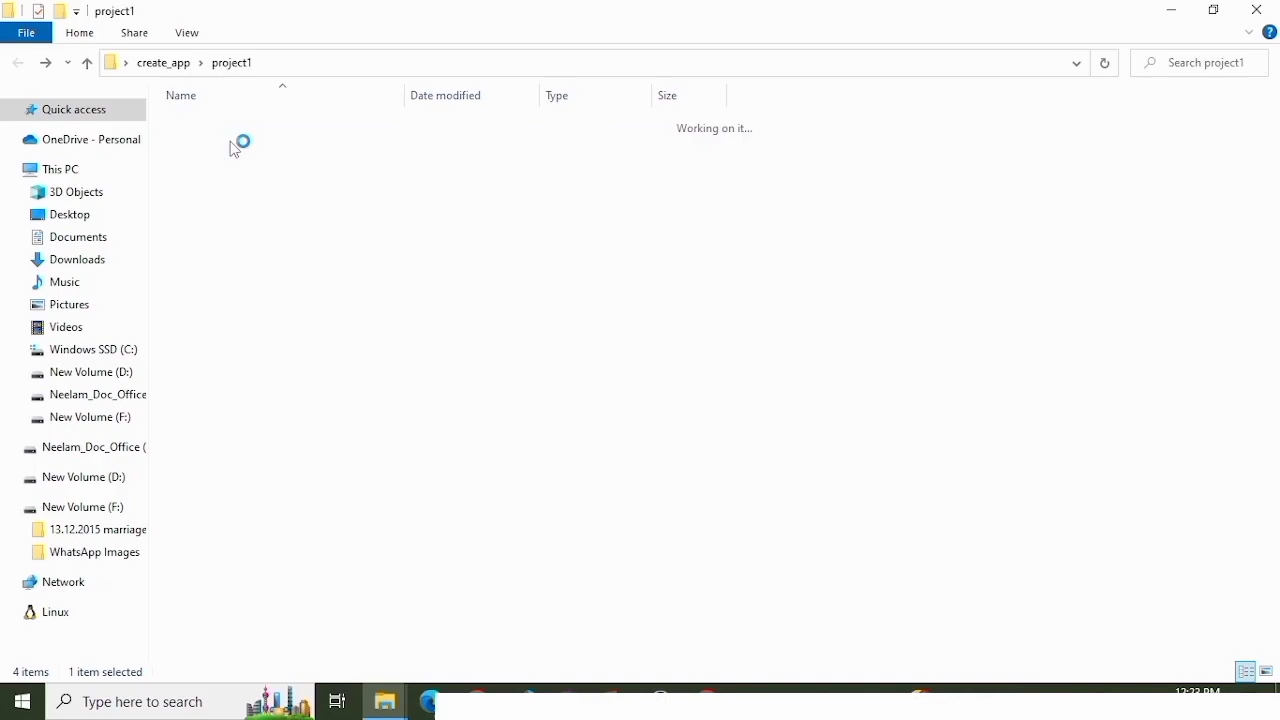 project1
File Home Share View
create_app › project1
Search project1
Name Date modified Type Size
Working on it...
Quick access
OneDrive - Personal
This PC
3D Objects
Desktop
Documents
Downloads
Music
Pictures
Videos
Windows SSD (C:)
New Volume (D:)
Neelam_Doc_Office
New Volume (F:)
Neelam_Doc_Office (
New Volume (D:)
New Volume (F:)
13.12.2015 marriage
WhatsApp Images
Network
Linux
4 items 1 item selected
Type here to search
12:23 PM